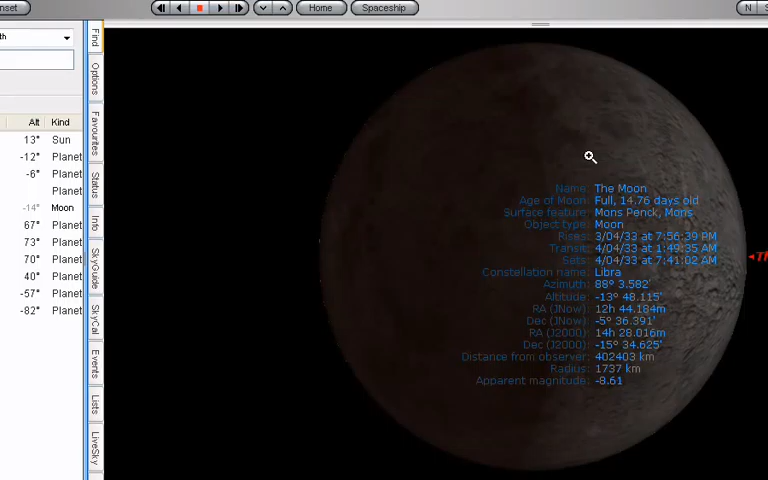 nset
Home
Spaceship
N
th
Find
Options
Favourites
Status
Info
SkyGuide
SkyCal
Events
Lists
LiveSky
Alt Kind
13° Sun
-12° Planet
-6° Planet
Planet
-14° Moon
67° Planet
73° Planet
70° Planet
40° Planet
-57° Planet
-82° Planet
Name: The Moon
Age of Moon: Full, 14.76 days old
Surface feature: Mons Penck, Mons
Object type: Moon
Rises: 3/04/33 at 7:56:39 PM
Transit: 4/04/33 at 1:49:35 AM
Sets: 4/04/33 at 7:41:02 AM
Constellation name: Libra
Azimuth: 88° 3.582'
Altitude: -13° 48.115'
RA (JNow): 12h 44.184m
Dec (JNow): -5° 36.391'
RA (J2000): 14h 28.016m
Dec (J2000): -15° 34.625'
Distance from observer: 402403 km
Radius: 1737 km
Apparent magnitude: -8.61
Th